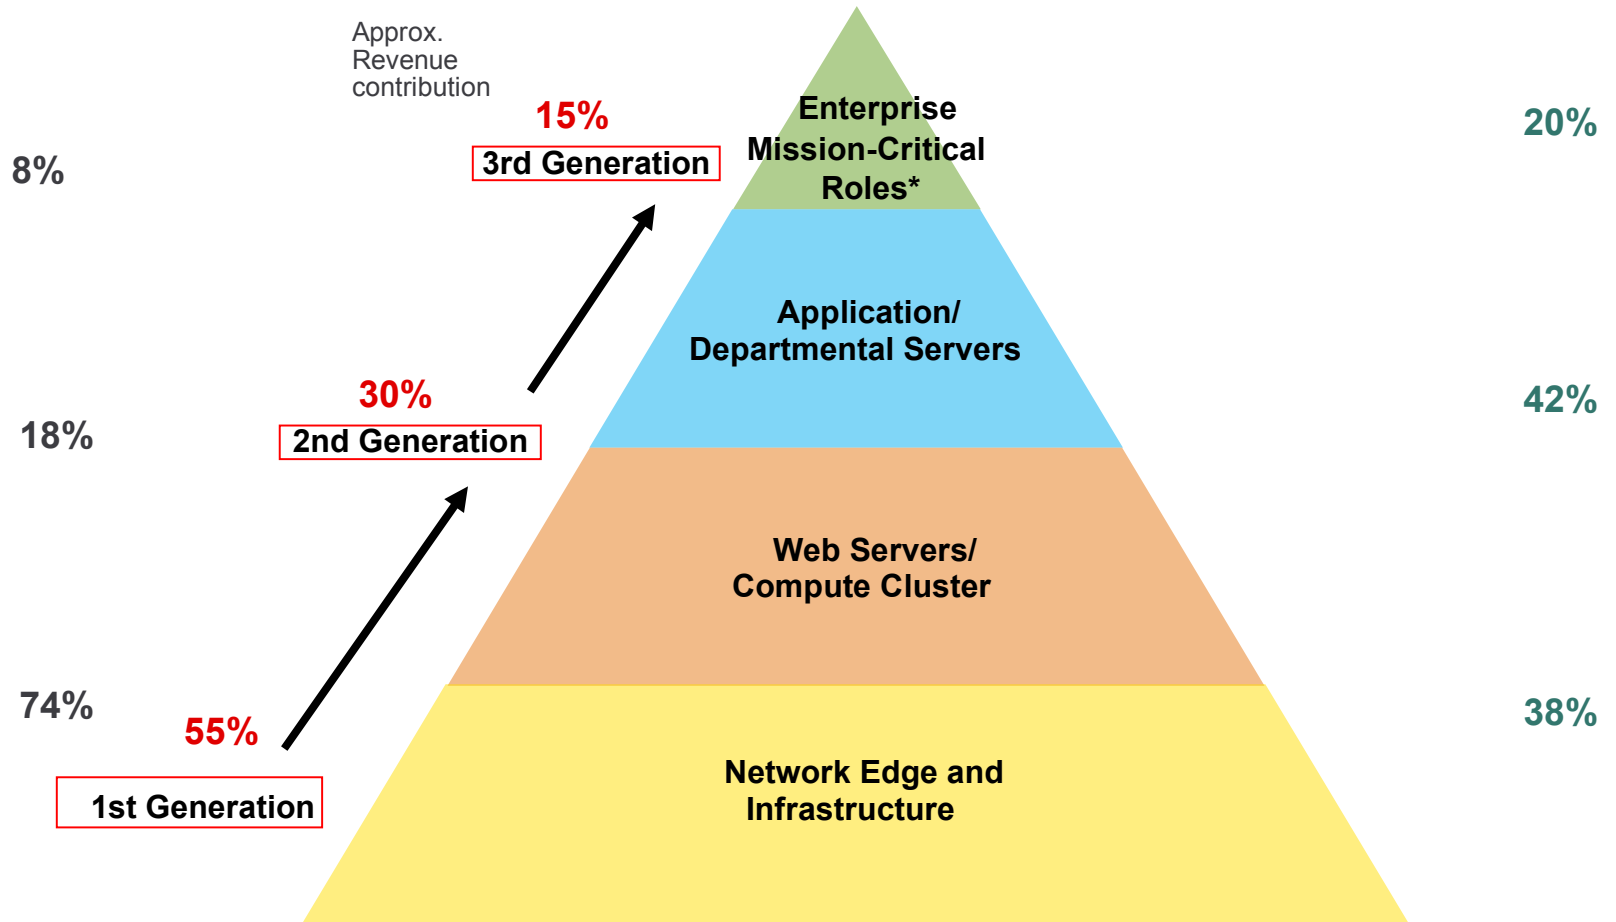 Approx.
Revenue
contribution
15%
3rd Generation
8%
Enterprise
Mission-Critical
Roles*
20%
Application/
Departmental Servers
30%
2nd Generation
18%
42%
Web Servers/
Compute Cluster
74%
55%
1st Generation
Network Edge and
Infrastructure
38%